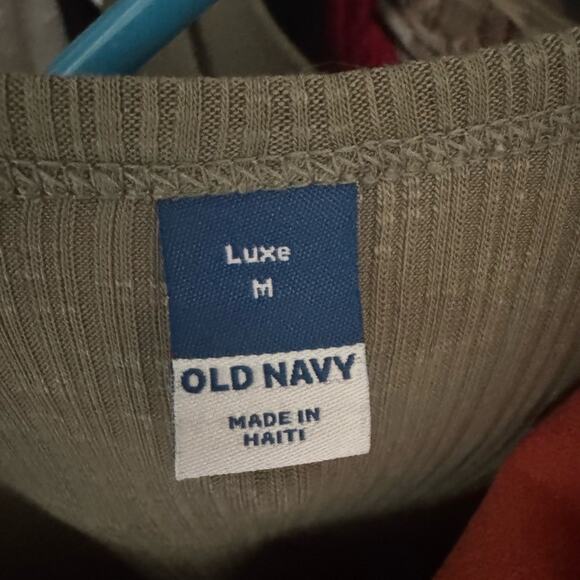 Luxe
M
OLD NAVY
MADE IN
HAITI